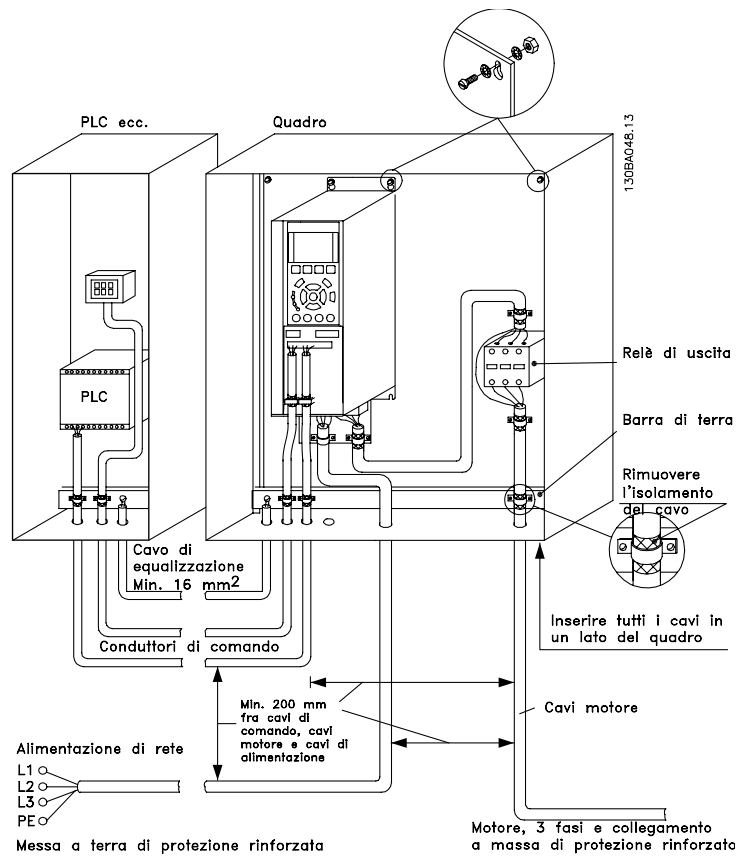 PLC ecc.
Quadro
130BA048.13
PLC
Relè di uscita
Barra di terra
Rimuovere
l'isolamento
del cavo
Cavo di
equalizzazione
Min. 16 mm2
Conduttori di comando
Inserire tutti i cavi in
un lato del quadro
Min. 200 mm
fra cavi di
comando, cavi
motore e cavi di
alimentazione
Cavi motore
Alimentazione di rete
L1
L2
L3
PE
Messa a terra di protezione rinforzata
Motore, 3 fasi e collegamento
a massa di protezione rinforzato